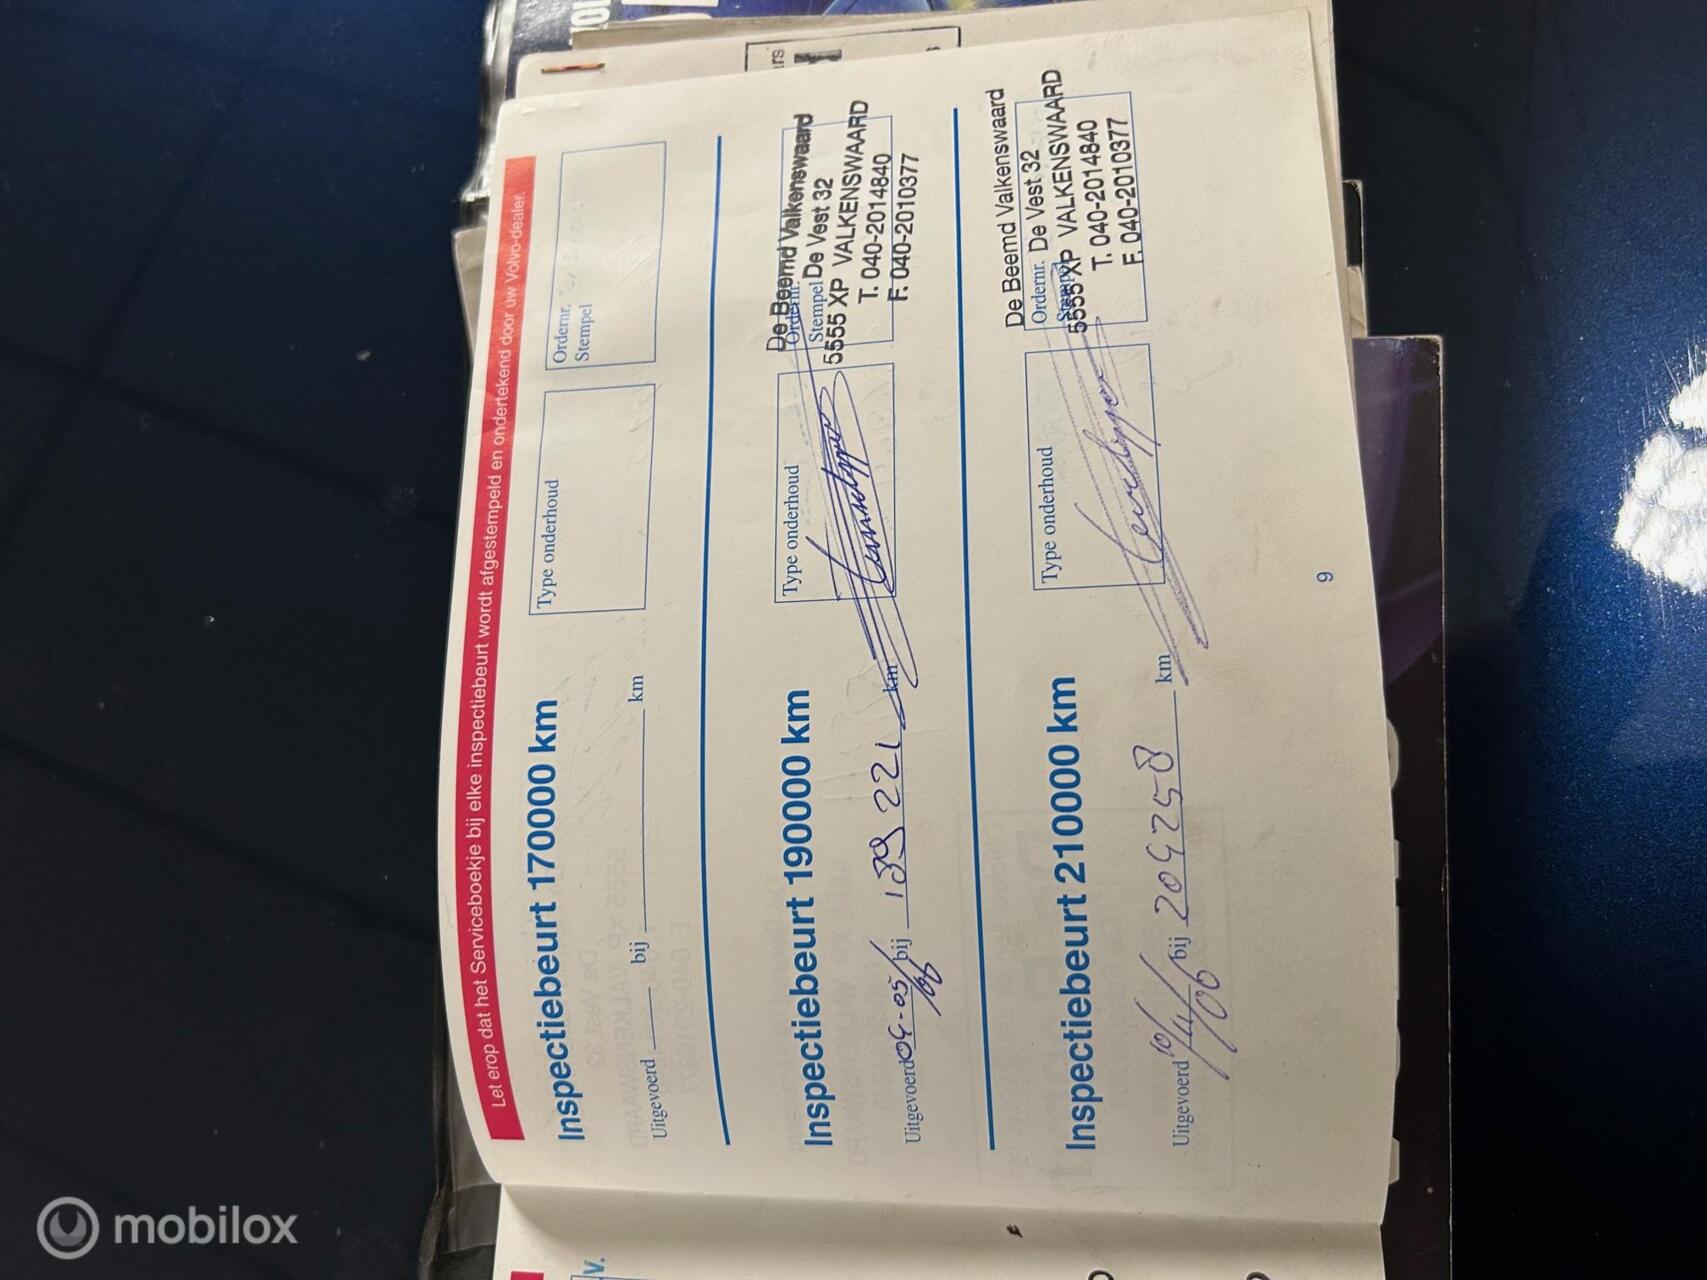 Let erop dat het Serviceboekje bij elke inspectiebeurt wordt afgestempeld en ondertekend door uw Volvo-dealer.
Inspectiebeurt 170000 km
Uitgevoerd bij km
Type onderhoud
Ordernr.
Stempel
Inspectiebeurt 190000 km
Uitgevoerd 04-05/06 bij 189221 km
Type onderhoud
Ordernr.
Stempel
De Beemd Valkenswaard
De Vest 32
5555 XP VALKENSWAARD
T. 040-2014840
F. 040-2010377
Inspectiebeurt 210000 km
Uitgevoerd 10/11/06 bij 209258 km
Type onderhoud
Ordernr.
Stempel
De Beemd Valkenswaard
De Vest 32
5555 XP VALKENSWAARD
T. 040-2014840
F. 040-2010377
9
mobilox